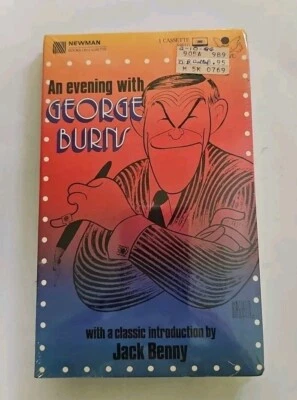 NEWMAN
1 CASSETTE
An evening with
GEORGE
BURNS
with a classic introduction by
Jack Benny